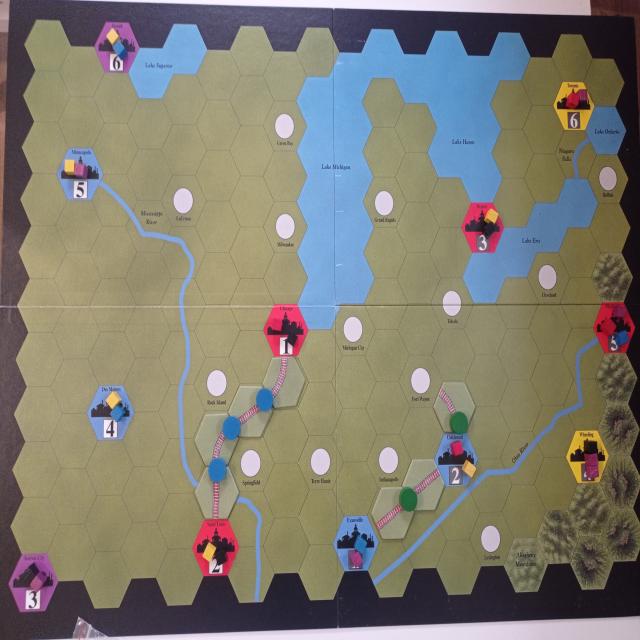 6
Lake Superior
Toronto
6
Lake Ontario
Green Bay
Minneapolis
5
Lake Michigan
Lake Huron
Niagara
Falls
Buffalo
La Crosse
Mississippi
River
Grand Rapids
Detroit
3
Milwaukee
Lake Erie
Cleveland
Toledo
Chicago
1
Michigan City
5
Des Moines
4
Rock Island
Fort Wayne
Wheeling
4
Cincinnati
2
Ohio River
Springfield
Terre Haute
Indianapolis
Saint Louis
2
Evansville
Lexington
Allegheny
Mountains
Kansas City
3